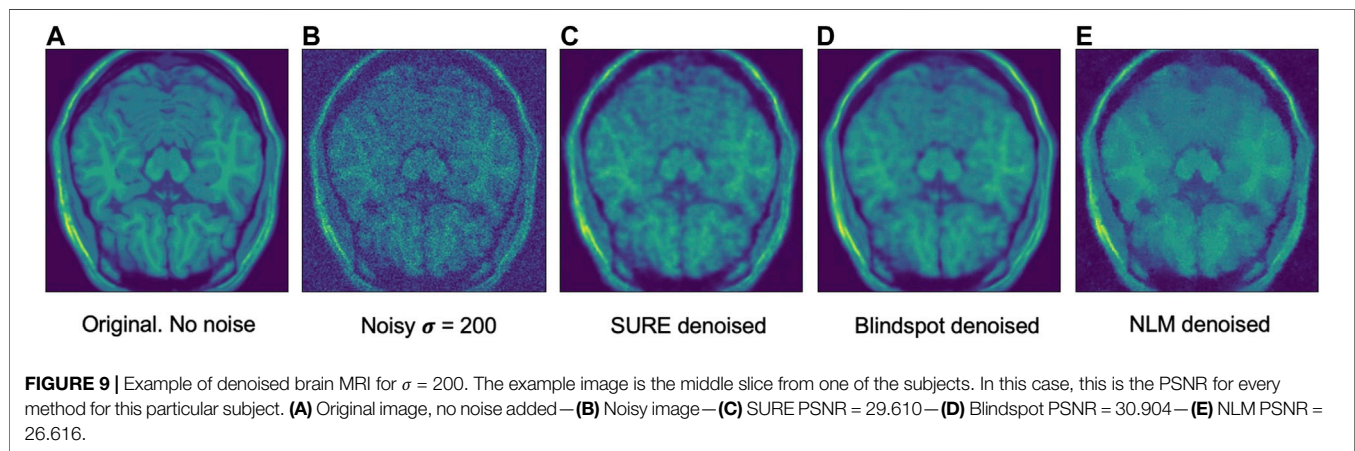 A B C D E
Original. No noise Noisy σ = 200 SURE denoised Blindspot denoised NLM denoised
FIGURE 9 | Example of denoised brain MRI for σ = 200. The example image is the middle slice from one of the subjects. In this case, this is the PSNR for every
method for this particular subject. (A) Original image, no noise added—(B) Noisy image—(C) SURE PSNR = 29.610—(D) Blindspot PSNR = 30.904—(E) NLM PSNR =
26.616.